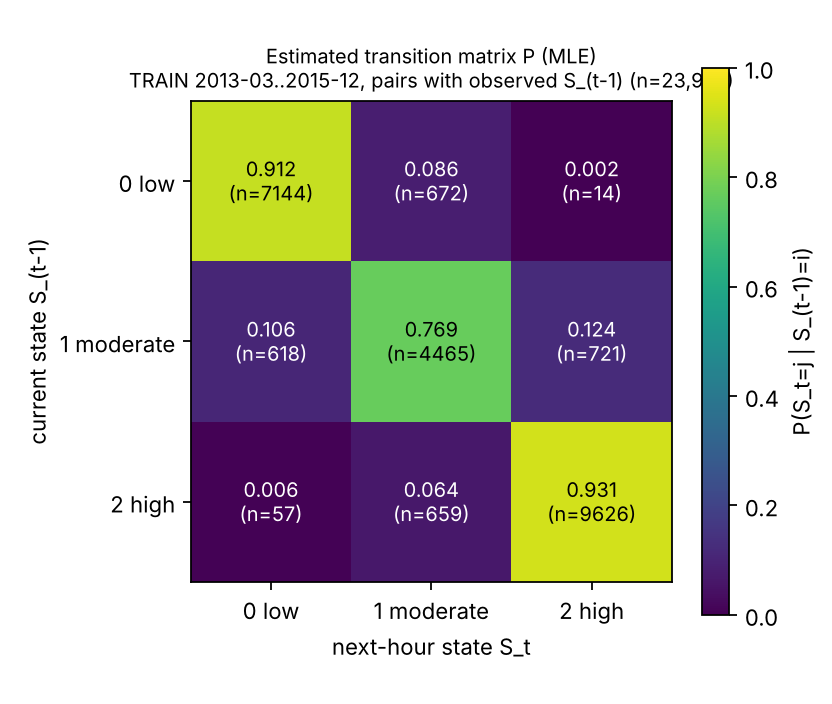 Estimated transition matrix P (MLE)
TRAIN 2013-03..2015-12, pairs with observed S_(t-1)
1.0
0.912
(n=7144)
0.086
(n=672)
0.002
(n=14)
0 low
0.8
0.106
(n=618)
0.769
(n=4465)
0.124
(n=721)
1 moderate
0.6
current state S_(t-1)
P(S_t=j | S_(t-1)=i)
0.4
0.006
(n=57)
0.064
(n=659)
0.931
(n=9626)
2 high
0.2
0.0
0 low
1 moderate
2 high
next-hour state S_t